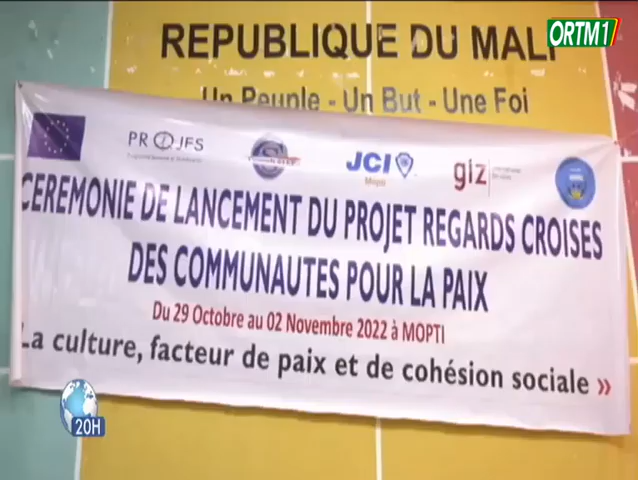 ORTM1
REPUBLIQUE DU MALI
Un Peuple - Un But - Une Foi
PROJES
JCI
Mopti
giz
CEREMONIE DE LANCEMENT DU PROJET REGARDS CROISES
DES COMMUNAUTES POUR LA PAIX
Du 29 Octobre au 02 Novembre 2022 à MOPTI
La culture, facteur de paix et de cohésion sociale »
20H